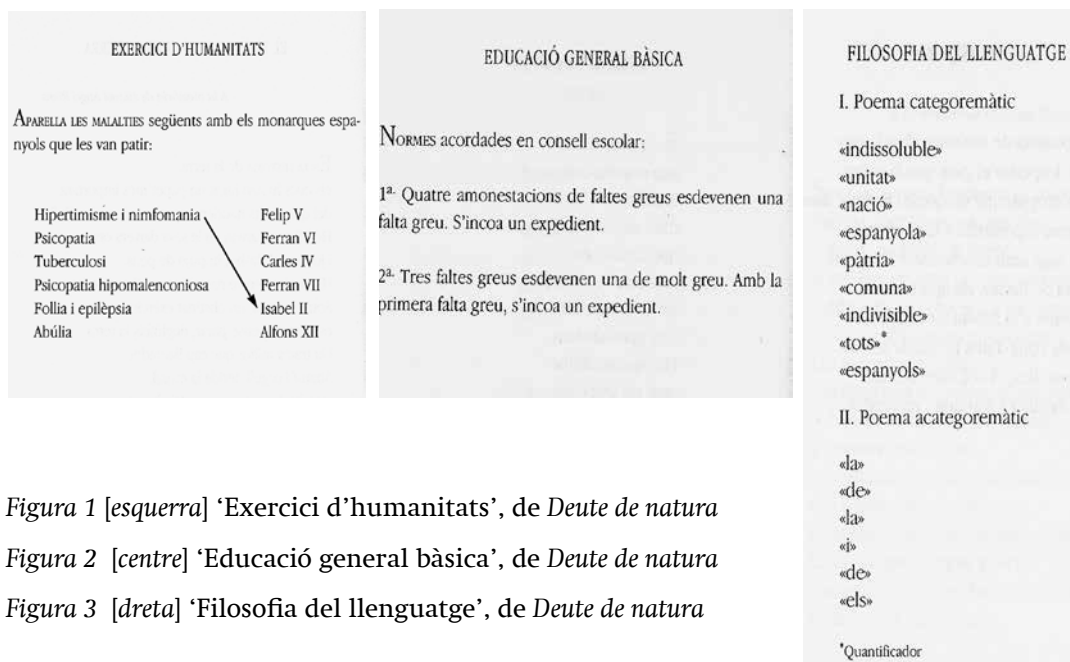 EXERCICI D'HUMANITATS
APARELLA LES MALALTIES següents amb els monarques espa-
nyols que les van patir:
Hipertimisme i nimfomania Felip V
Psicopatia Ferran VI
Tuberculosi Carles IV
Psicopatia hipomalenconiosa Ferran VII
Follia i epilèpsia Isabel II
Abúlia Alfons XII
EDUCACIÓ GENERAL BÀSICA
NORMES acordades en consell escolar:
1ª. Quatre amonestacions de faltes greus esdevenen una
falta greu. S'incoa un expedient.
2ª. Tres faltes greus esdevenen una de molt greu. Amb la
primera falta greu, s'incoa un expedient.
FILOSOFIA DEL LLENGUATGE
I. Poema categoremàtic
«indissoluble»
«unitat»
«nació»
«espanyola»
«pàtria»
«comuna»
«indivisible»
«tots»*
«espanyols»
II. Poema acategoremàtic
«la»
«de»
«la»
«i»
«de»
«els»
*Quantificador
Figura 1 [esquerra] ‘Exercici d’humanitats’, de Deute de natura
Figura 2 [centre] ‘Educació general bàsica’, de Deute de natura
Figura 3 [dreta] ‘Filosofia del llenguatge’, de Deute de natura